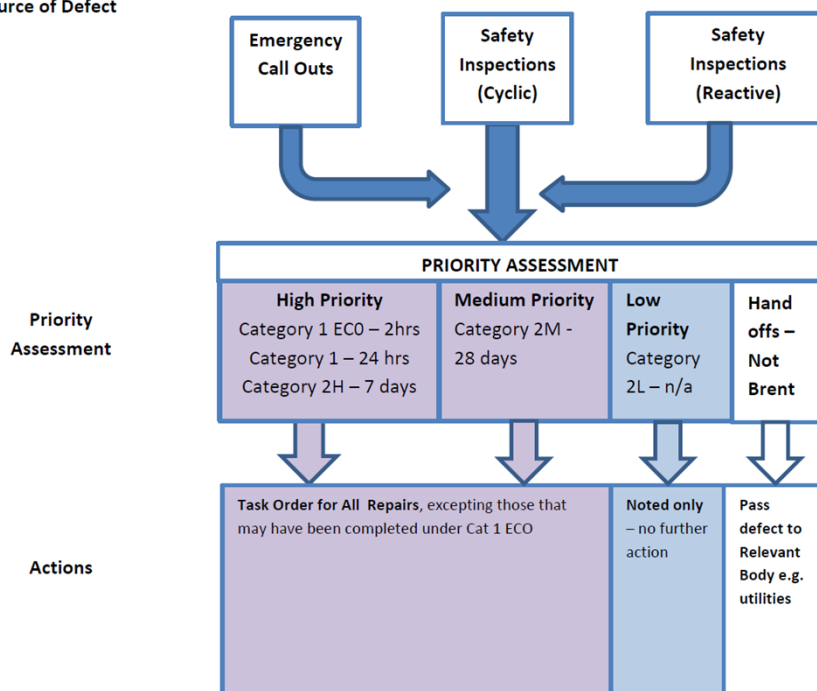 urce of Defect
Emergency
Call Outs
Safety
Inspections
(Cyclic)
Safety
Inspections
(Reactive)
PRIORITY ASSESSMENT
Priority
Assessment
High Priority
Category 1 EC0 – 2hrs
Category 1 – 24 hrs
Category 2H – 7 days
Medium Priority
Category 2M -
28 days
Low
Priority
Category
2L – n/a
Hand
offs –
Not
Brent
Actions
Task Order for All  Repairs, excepting those that
may have been completed under Cat 1 ECO
Noted only
– no further
action
Pass
defect to
Relevant
Body e.g.
utilities